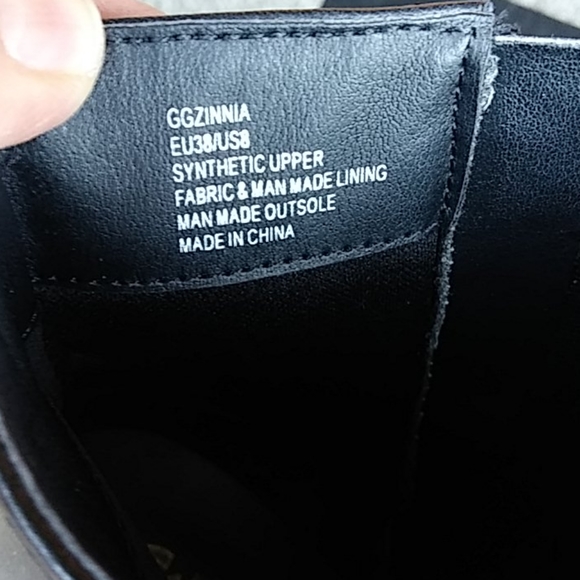 GGZINNIA
EU38/US8
SYNTHETIC UPPER
FABRIC & MAN MADE LINING
MAN MADE OUTSOLE
MADE IN CHINA